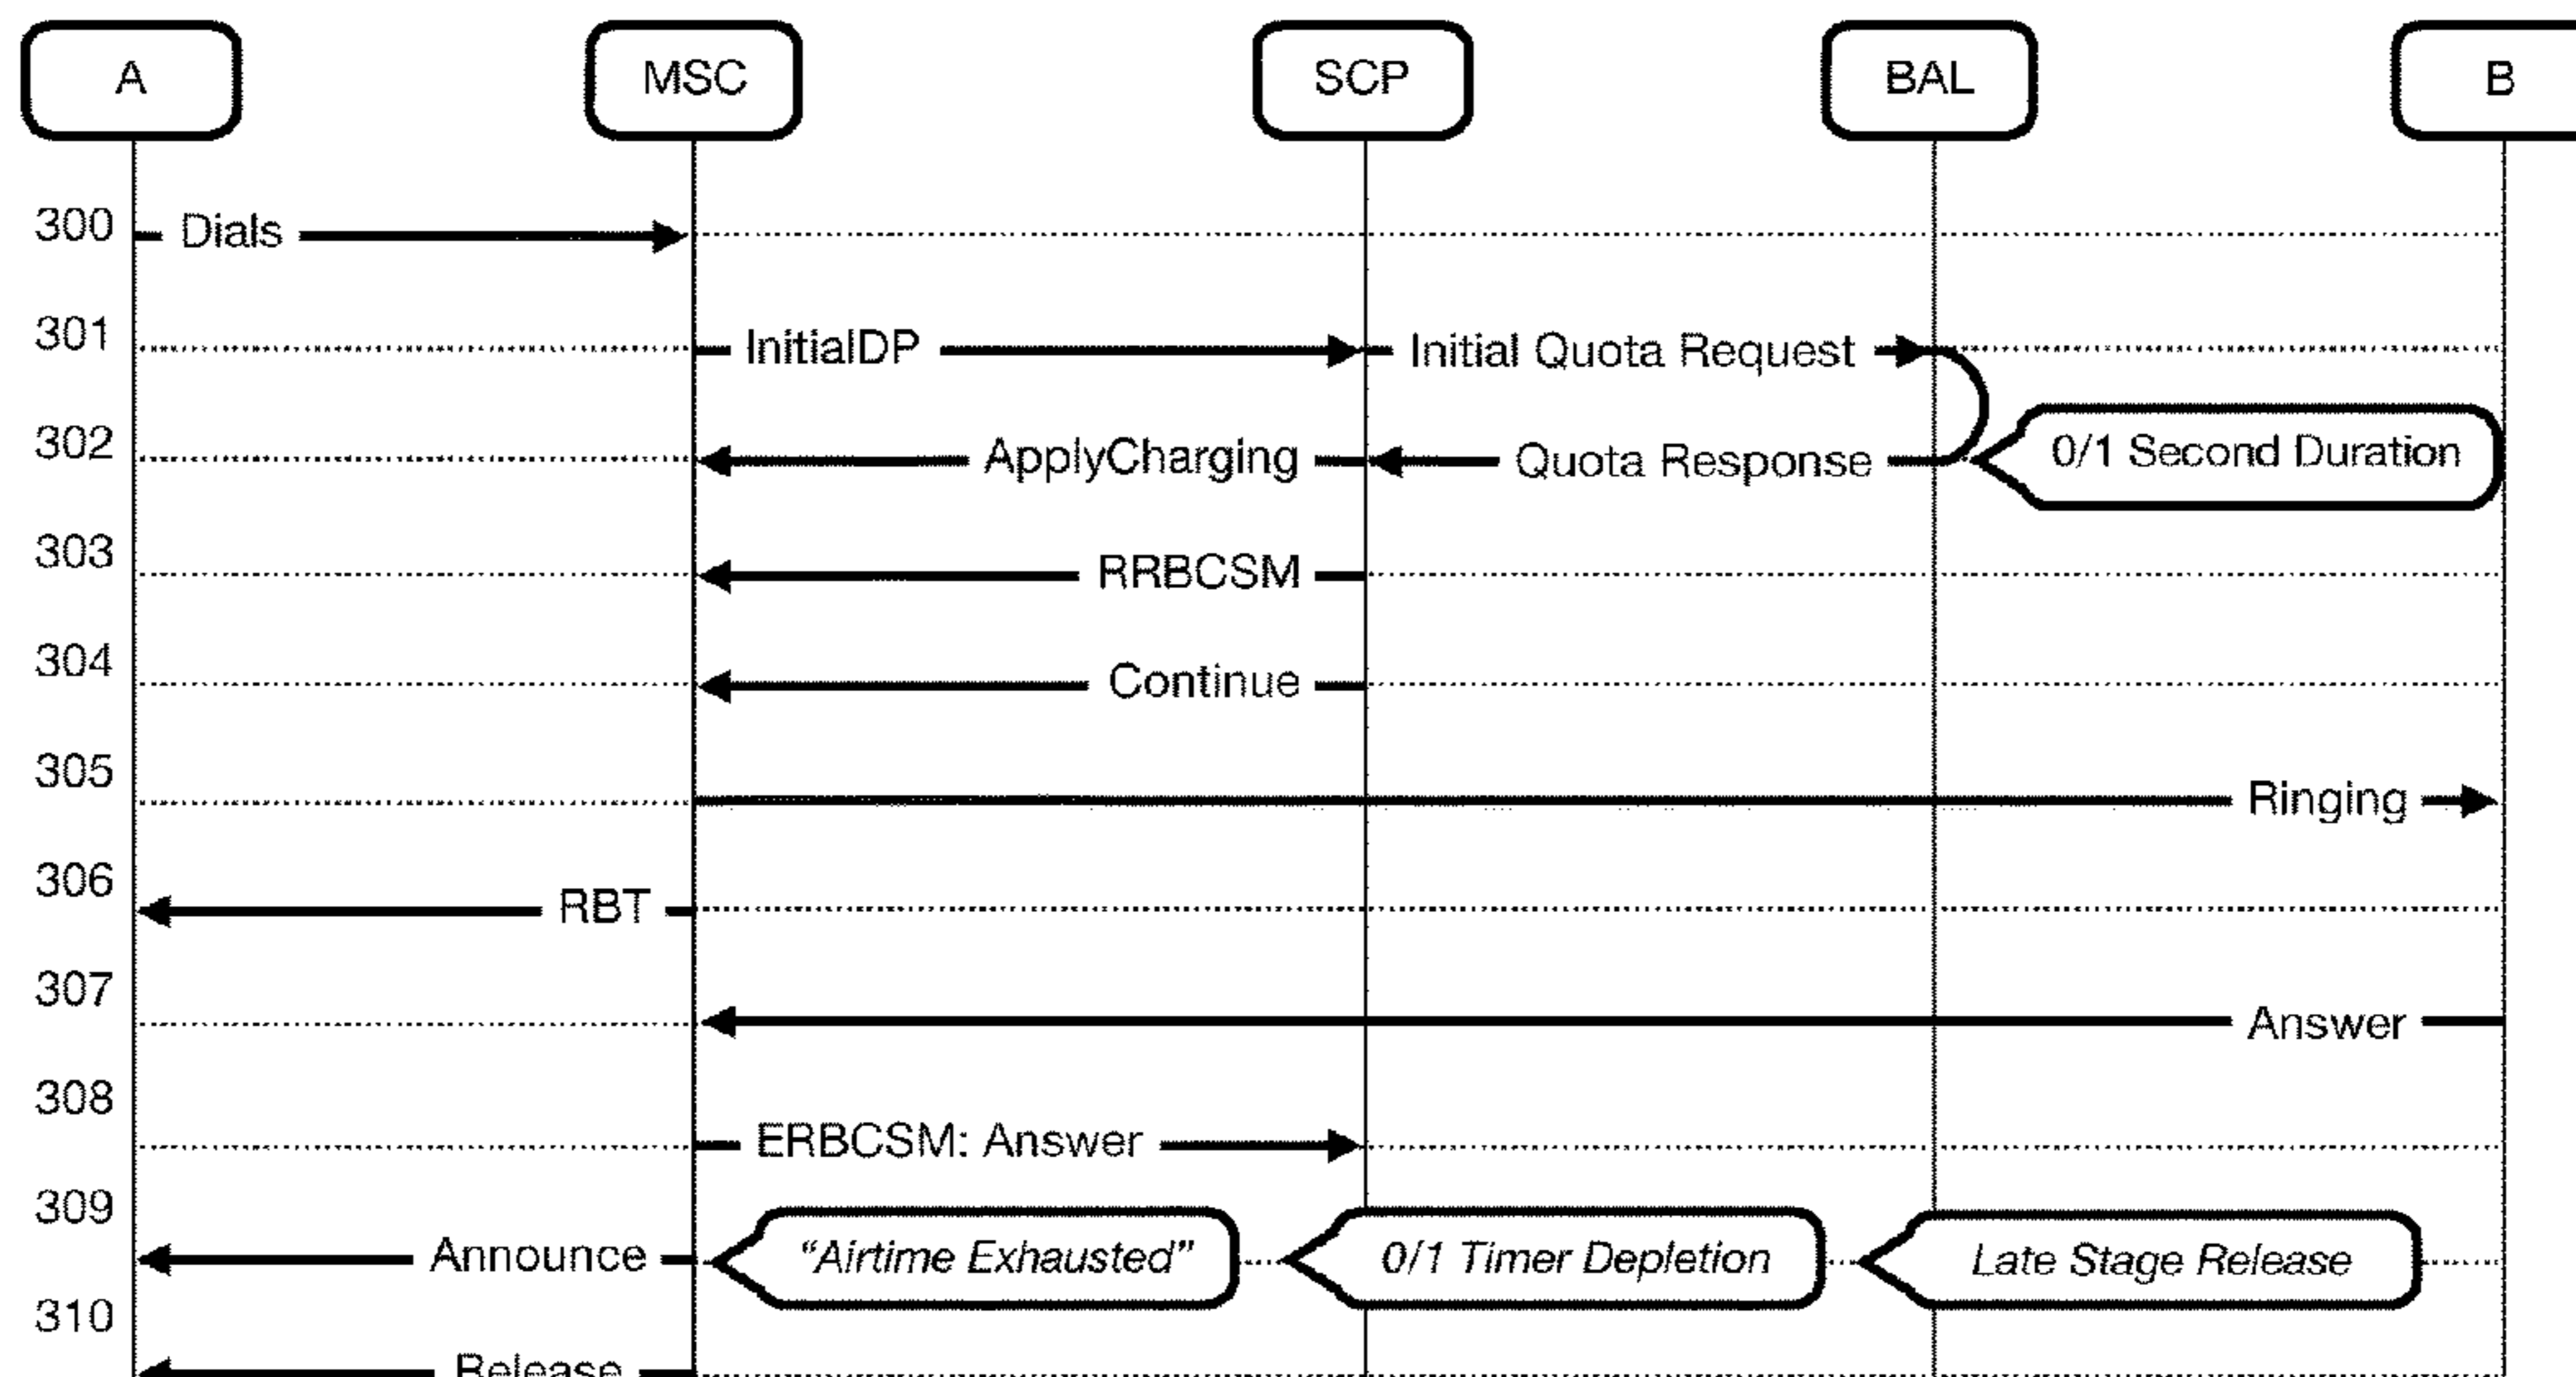 A MSC SCP BAL B
300 Dials
301 InitialDP Initial Quota Request
302 ApplyCharging Quota Response 0/1 Second Duration
303 RRBCSM
304 Continue
305 Ringing
306 RBT
307 Answer
308 ERBCSM: Answer
309 Announce “Airtime Exhausted” 0/1 Timer Depletion Late Stage Release
310 Release